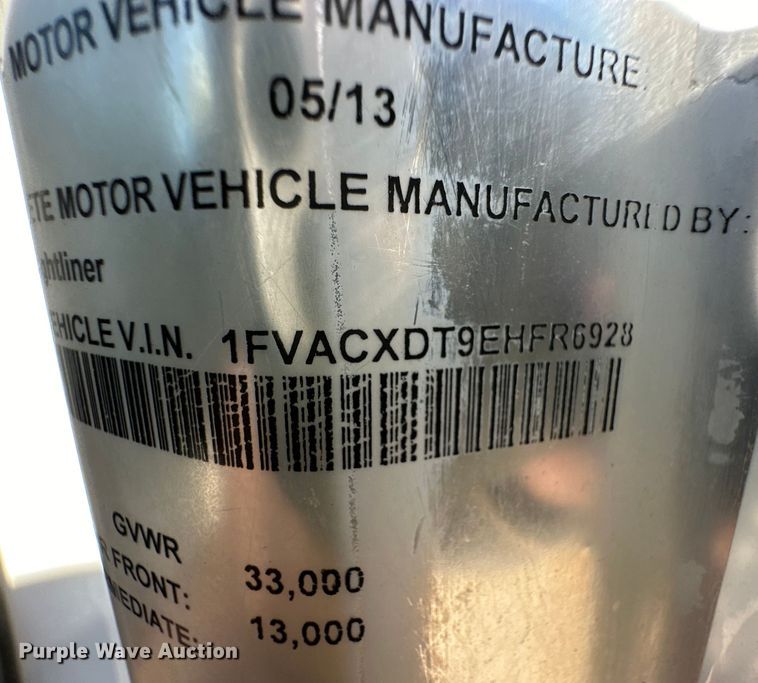 MOTOR VEHICLE MANUFACTURE
05/13
ETE MOTOR VEHICLE MANUFACTURED BY:
ghtliner
EHICLE V.I.N. 1FVACXDT9EHFR6928
GVWR
R FRONT: 33,000
MEDIATE: 13,000
Purple Wave Auction